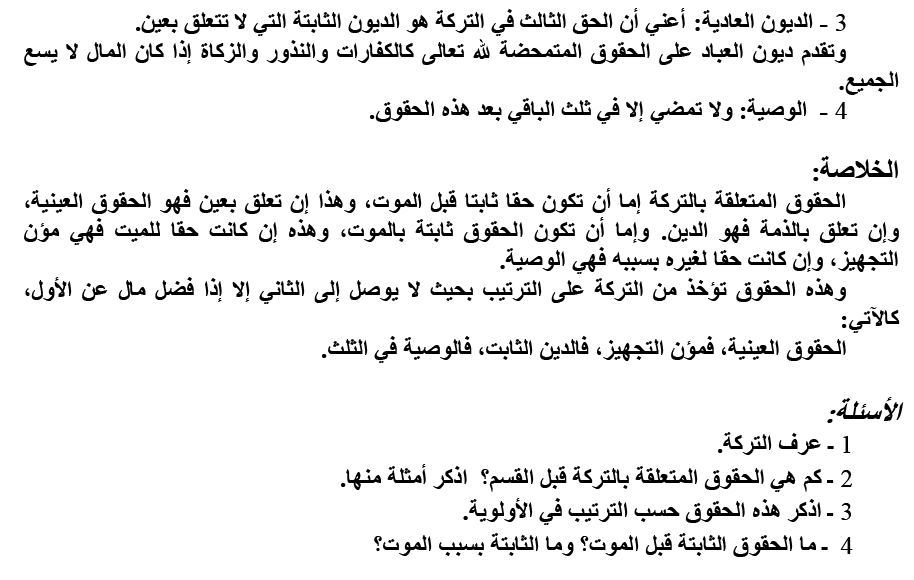 3 - الديون العادية: أعني أن الحق الثالث في التركة هو الديون الثابتة التي لا تتعلق بعين.
وتقدم ديون العباد على الحقوق المتمحضة لله تعالى كالكفارات والنذور والزكاة إذا كان المال لا يسع
الجميع.
4 - الوصية: ولا تمضي إلا في ثلث الباقي بعد هذه الحقوق.
الخلاصة:
الحقوق المتعلقة بالتركة إما أن تكون حقا ثابتا قبل الموت، وهذا إن تعلق بعين فهو الحقوق العينية،
وإن تعلق بالذمة فهو الدين. وإما أن تكون الحقوق ثابتة بالموت، وهذه إن كانت حقا للميت فهي مؤن
التجهيز، وإن كانت حقا لغيره بسببه فهي الوصية.
وهذه الحقوق تؤخذ من التركة على الترتيب بحيث لا يوصل إلى الثاني إلا إذا فضل مال عن الأول،
كالآتي:
الحقوق العينية، فمؤن التجهيز، فالدين الثابت، فالوصية في الثلث.
الأسئلة:
1 - عرف التركة.
2 - كم هي الحقوق المتعلقة بالتركة قبل القسم؟ اذكر أمثلة منها.
3 - اذكر هذه الحقوق حسب الترتيب في الأولوية.
4 - ما الحقوق الثابتة قبل الموت؟ وما الثابتة بسبب الموت؟